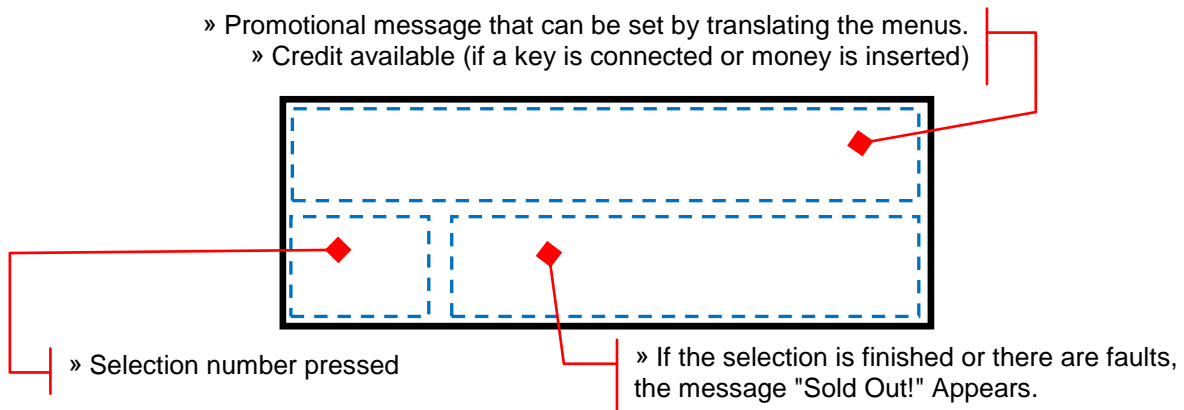 » Promotional message that can be set by translating the menus.
» Credit available (if a key is connected or money is inserted)
» Selection number pressed
» If the selection is finished or there are faults,
the message "Sold Out!" Appears.